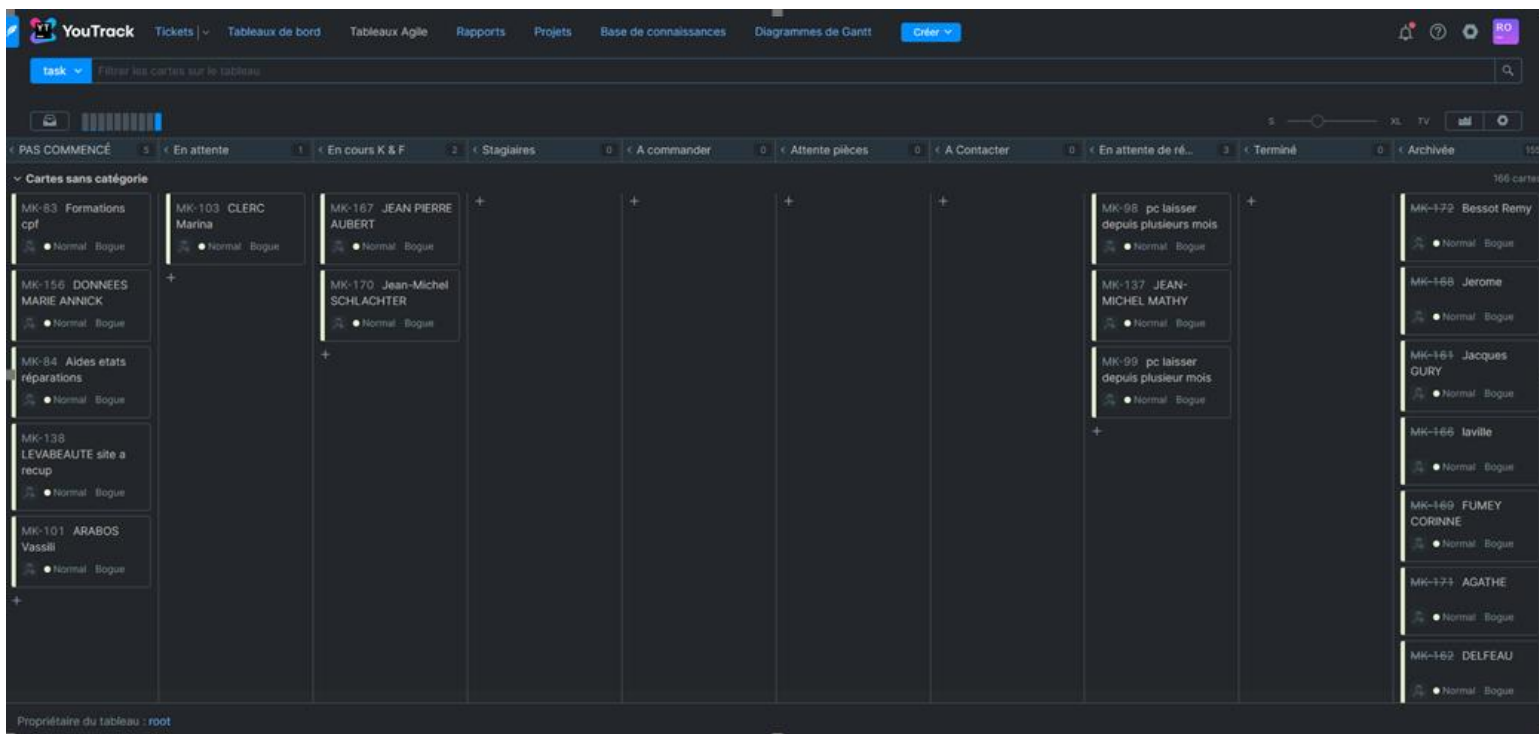 YouTrack Tickets Tableaux de bord Tableaux Agile Rapports Projets Base de connaissances Diagrammes de Gantt Créer RO
task Filtrer les cartes sur le tableau
S XL TV
PAS COMMENCÉ 5 En attente 1 En cours K & F 2 Stagiaires 0 A commander 0 Attente pièces 0 A Contacter 0 En attente de ré... 3 Terminé 0 Archivée
Cartes sans catégorie 166 cartes
MK-83 Formations
cpf
Normal Bogue
MK-156 DONNEES
MARIE ANNICK
Normal Bogue
MK-84 Aides etats
réparations
Normal Bogue
MK-138
LEVABEAUTE site a
recup
Normal Bogue
MK-101 ARABOS
Vassili
Normal Bogue
MK-103 CLERC
Marina
Normal Bogue
MK-167 JEAN PIERRE
AUBERT
Normal Bogue
MK-170 Jean-Michel
SCHLACHTER
Normal Bogue
MK-98 pc laisser
depuis plusieurs mois
Normal Bogue
MK-137 JEAN-
MICHEL MATHY
Normal Bogue
MK-99 pc laisser
depuis plusieur mois
Normal Bogue
MK-172 Bessot Remy
Normal Bogue
MK-168 Jerome
Normal Bogue
MK-161 Jacques
GURY
Normal Bogue
MK-166 laville
Normal Bogue
MK-169 FUMEY
CORINNE
Normal Bogue
MK-171 AGATHE
Normal Bogue
MK-162 DELFEAU
Normal Bogue
Propriétaire du tableau : root